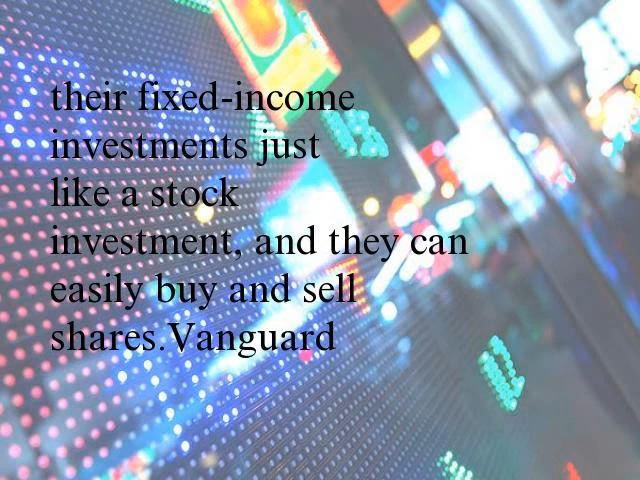 their fixed-income
investments just
like a stock
investment, and they can
easily buy and sell
shares.Vanguard